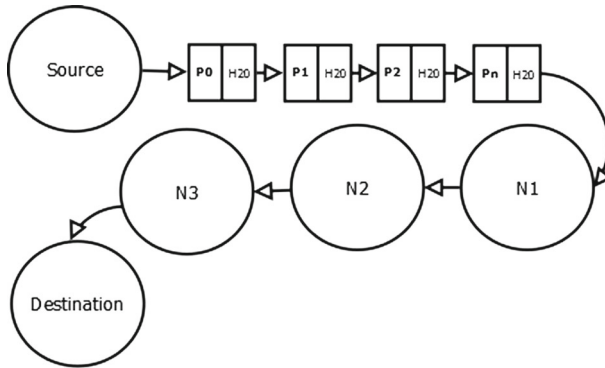 Source
P0 H20 P1 H20 P2 H20 Pn H20
N3 N2 N1
Destination